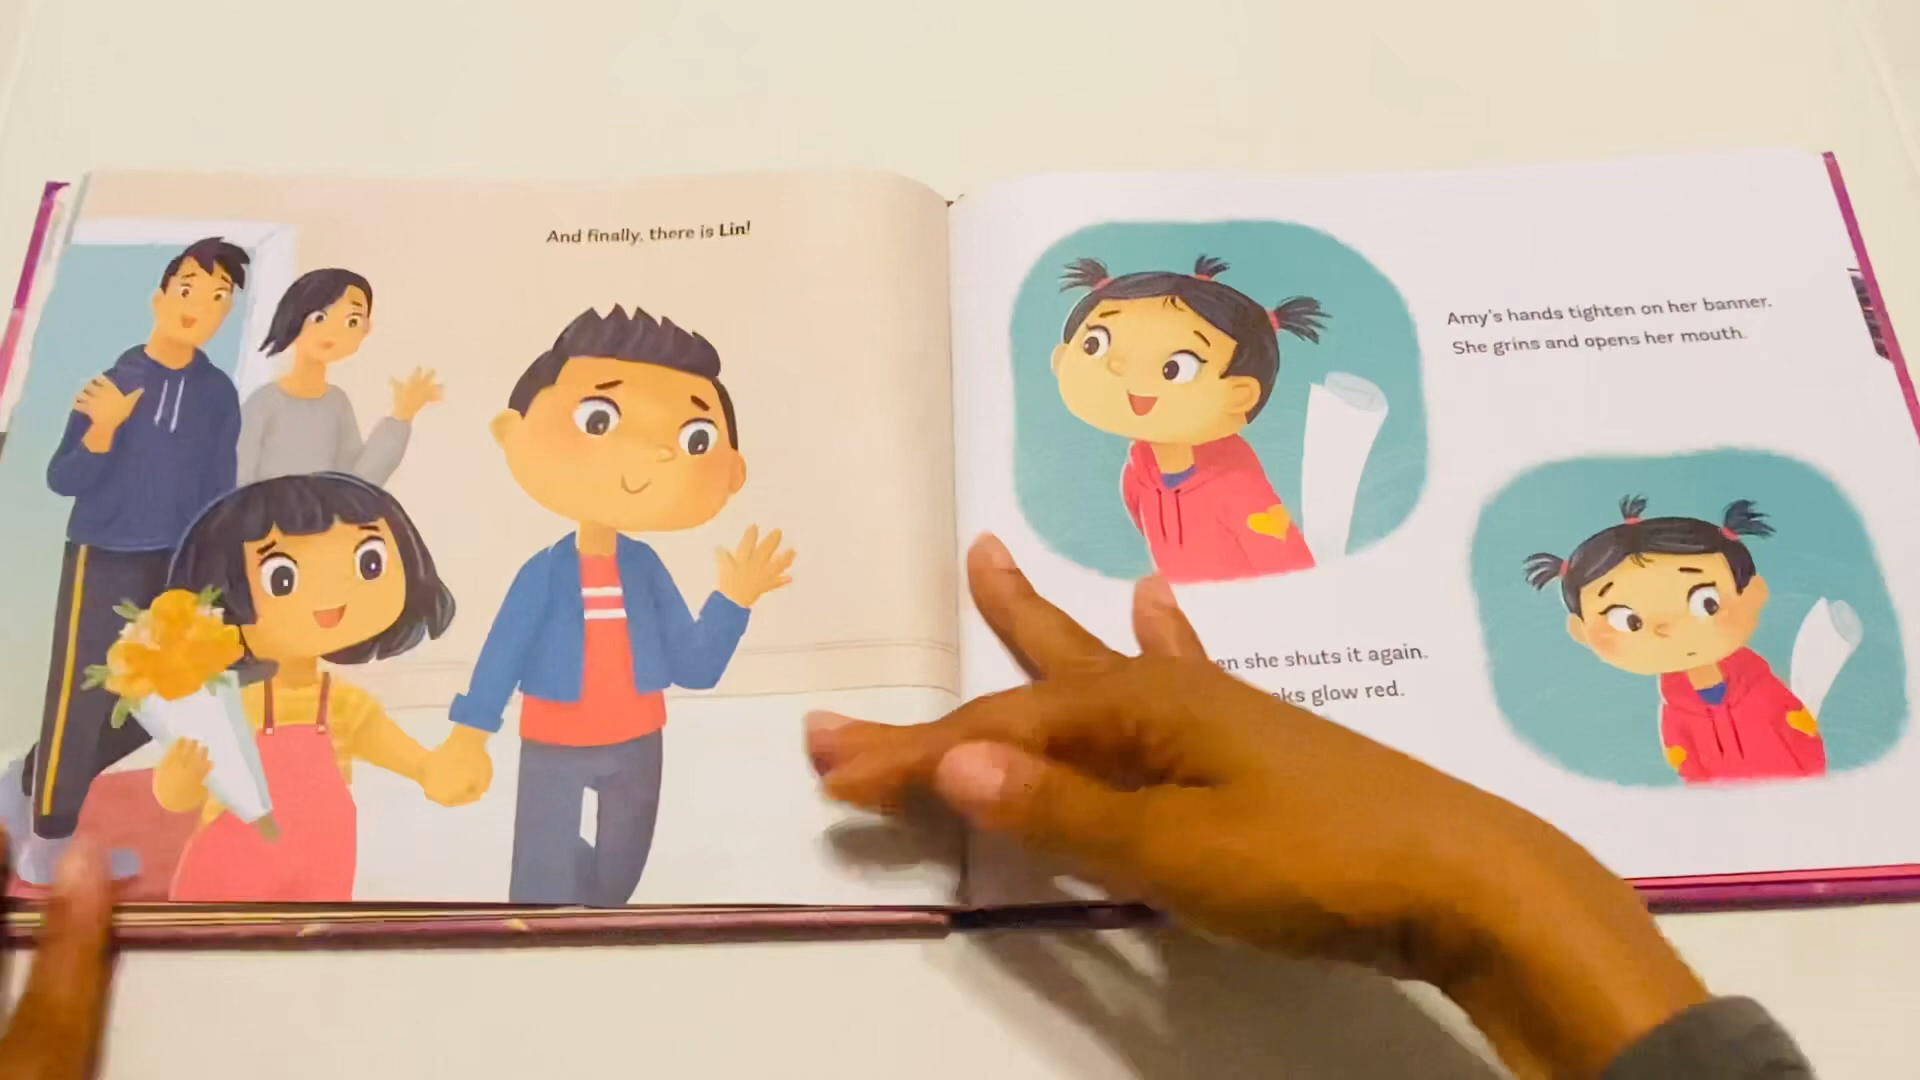 And finally, there is Lin!
Amy's hands tighten on her banner.
She grins and opens her mouth.
she shuts it again.
glow red.